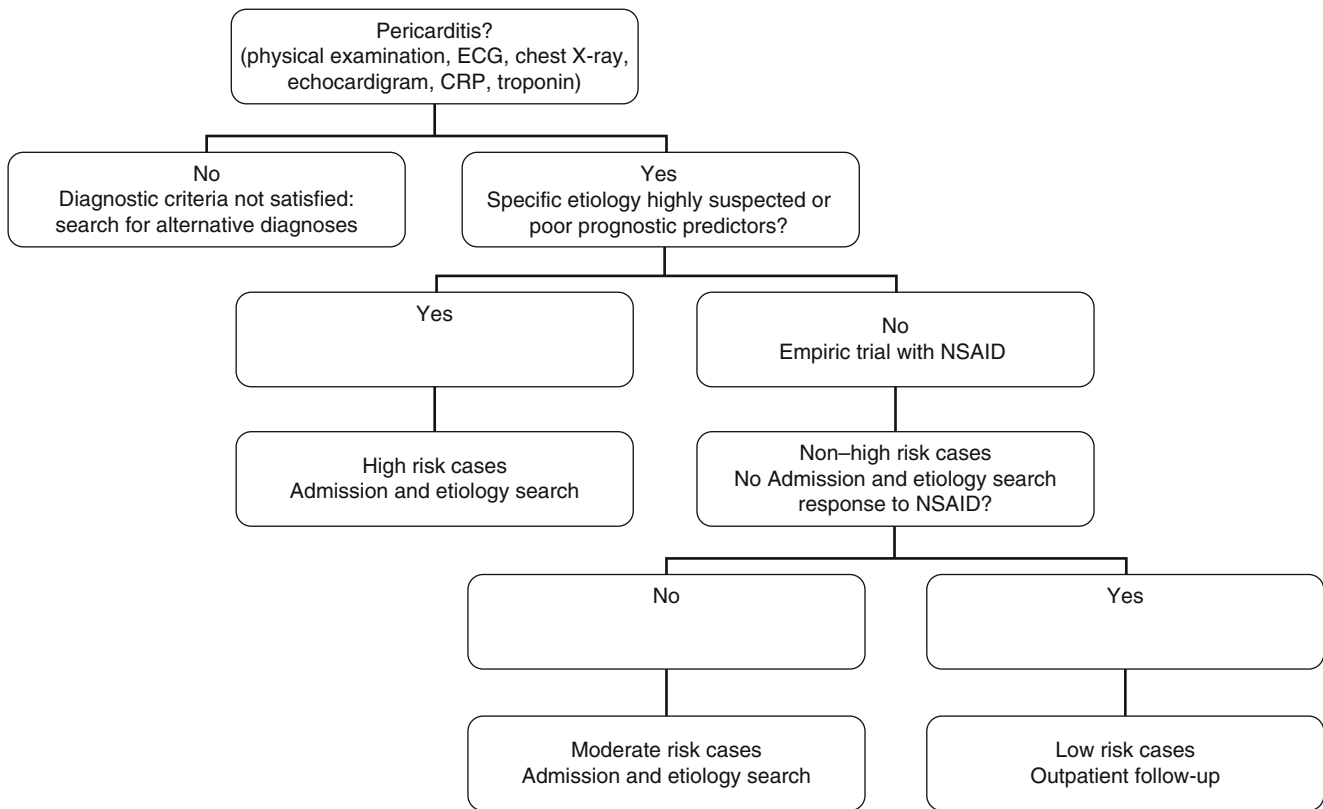 Pericarditis?
(physical examination, ECG, chest X-ray,
echocardigram, CRP, troponin)
No
Diagnostic criteria not satisfied:
search for alternative diagnoses
Yes
Specific etiology highly suspected or
poor prognostic predictors?
Yes
No
Empiric trial with NSAID
High risk cases
Admission and etiology search
Non–high risk cases
No Admission and etiology search
response to NSAID?
No
Yes
Moderate risk cases
Admission and etiology search
Low risk cases
Outpatient follow-up